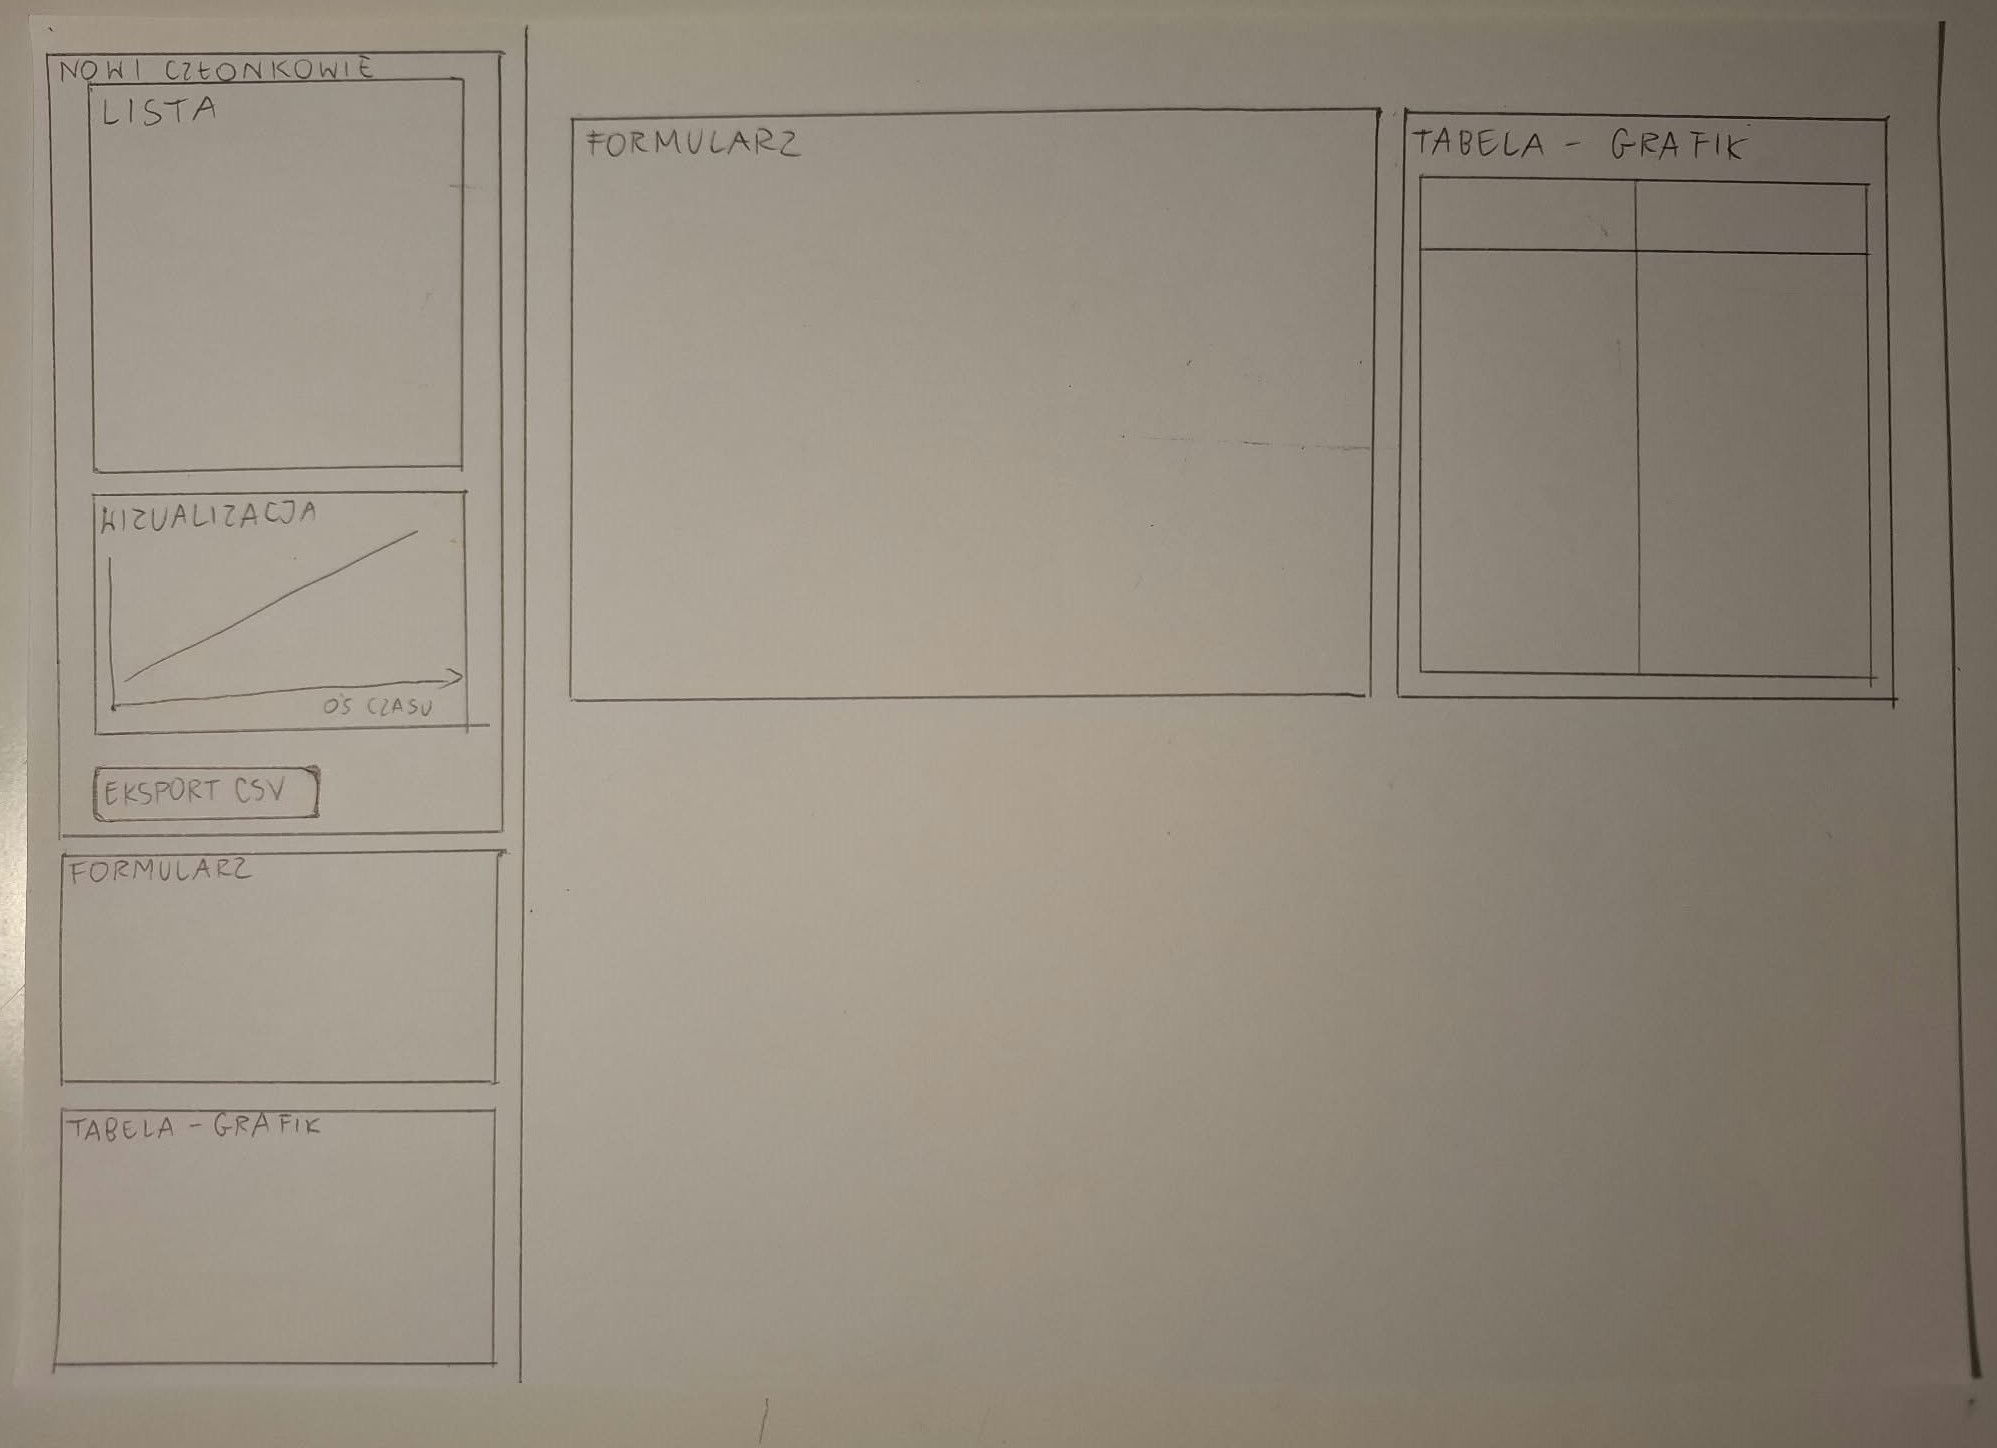 NOWI CZŁONKOWIE
LISTA
WIZUALIZACJA
OŚ CZASU
EKSPORT CSV
FORMULARZ
TABELA - GRAFIK
FORMULARZ
TABELA - GRAFIK